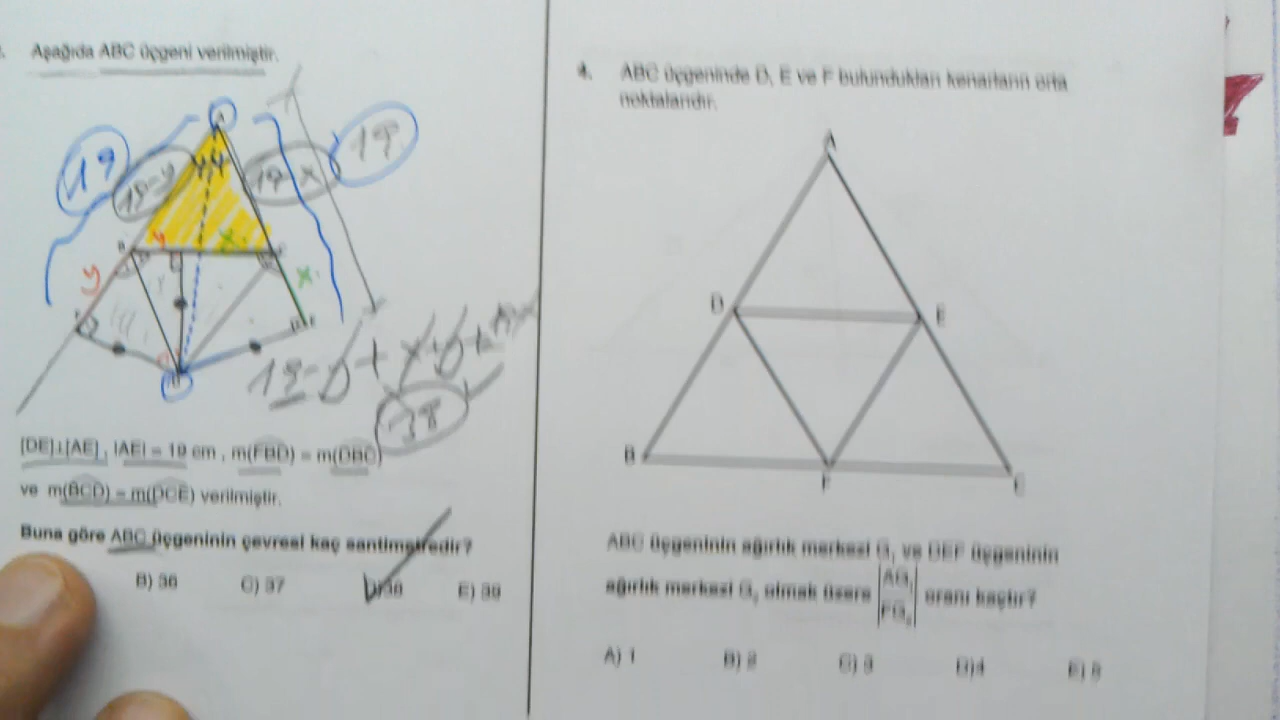 Aşağıda ABC üçgeni verilmiştir.
19
19-y
19-x
19
y
x
y
x
19-y + x+y+
38
[DE]⊥[AE], |AE| = 19 cm, m(FBD) = m(DBC)
ve m(BCD) = m(DCE) verilmiştir.
Buna göre ABC üçgeninin çevresi kaç santimetredir?
B) 36 C) 37 D) 38 E) 39
4. ABC üçgeninde D, E ve F bulundukları kenarların orta
noktalarıdır.
A
D E
B F C
ABC üçgeninin ağırlık merkezi G₁ ve DEF üçgeninin
ağırlık merkezi G₂ olmak üzere |AG₁| / |FG₂| oranı kaçtır?
A) 1 B) 2 C) 3 D) 4